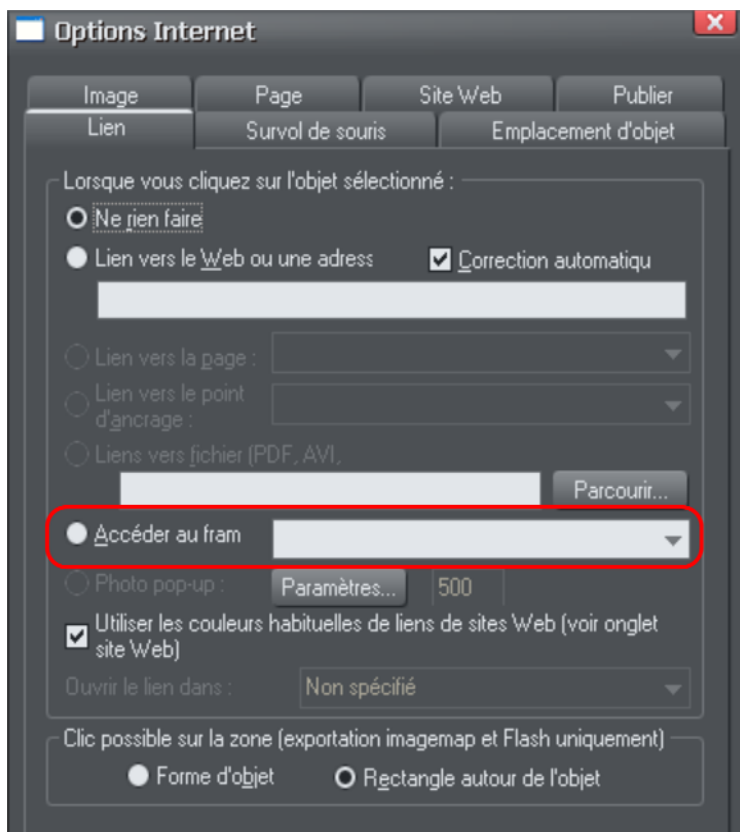 Options Internet
Image Page Site Web Publier
Lien Survol de souris Emplacement d'objet
Lorsque vous cliquez sur l'objet sélectionné :
Ne rien faire
Lien vers le Web ou une adress Correction automatiqu
Lien vers la page :
Lien vers le point
d'ancrage :
Liens vers fichier (PDF, AVI,
Parcourir...
Accéder au fram
Photo pop-up : Paramètres... 500
Utiliser les couleurs habituelles de liens de sites Web (voir onglet
site Web)
Ouvrir le lien dans : Non spécifié
Clic possible sur la zone (exportation imagemap et Flash uniquement)
Forme d'objet Rectangle autour de l'objet